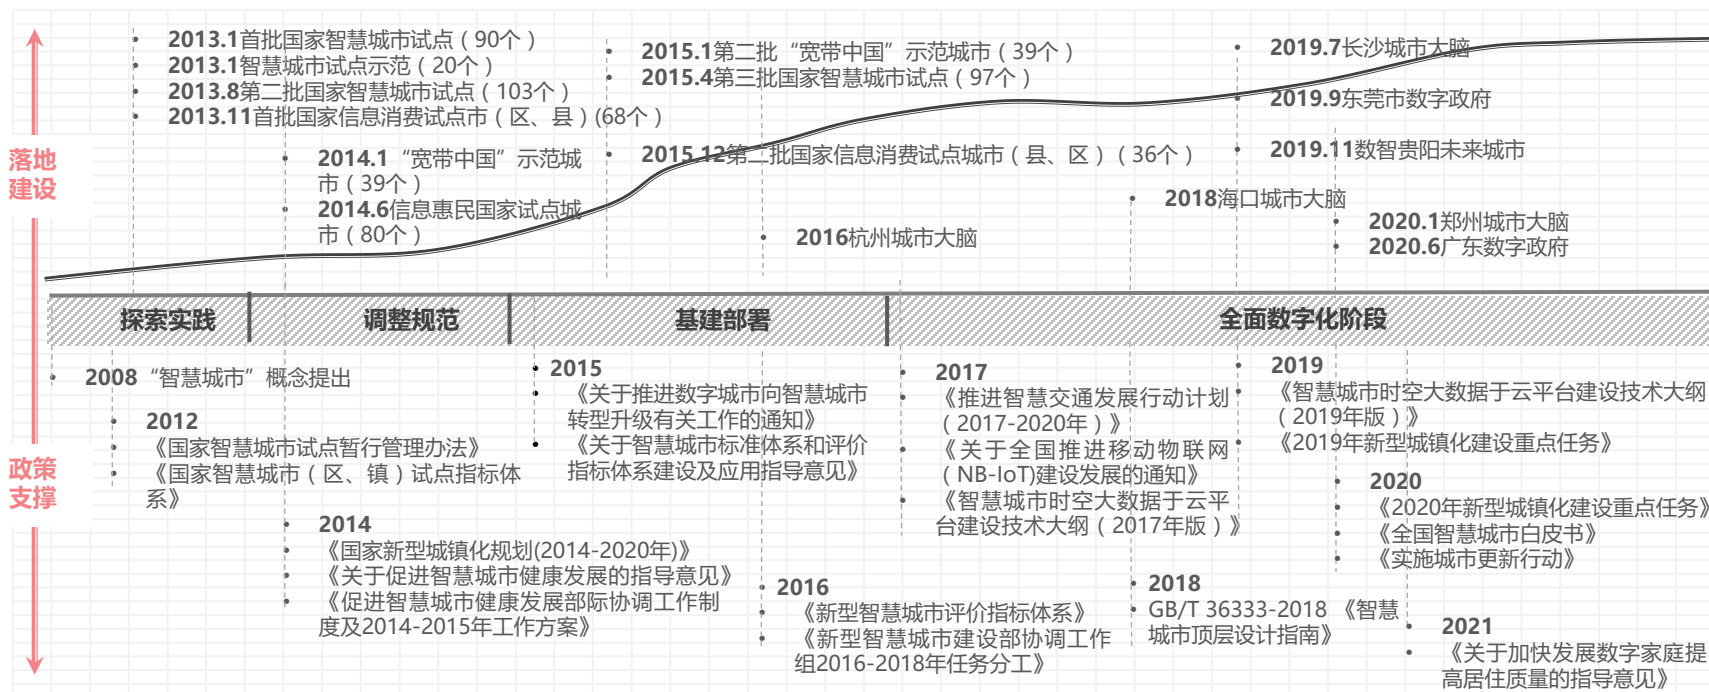 2013.1首批国家智慧城市试点（90个）
2013.1智慧城市试点示范（20个）
2013.8第二批国家智慧城市试点（103个）
2013.11首批国家信息消费试点市（区、县）(68个）
2014.1 “宽带中国”示范城
市（39个）
2014.6信息惠民国家试点城
市（80个）
2015.1第二批“宽带中国”示范城市（39个）
2015.4第三批国家智慧城市试点（97个）
2015.12第二批国家信息消费试点城市（县、区）（36个）
2016杭州城市大脑
2018海口城市大脑
2019.7长沙城市大脑
2019.9东莞市数字政府
2019.11数智贵阳未来城市
2020.1郑州城市大脑
2020.6广东数字政府
落地
建设
探索实践
调整规范
基建部署
全面数字化阶段
政策
支撑
2008 “智慧城市”概念提出
2012
《国家智慧城市试点暂行管理办法》
《国家智慧城市（区、镇）试点指标体
系》
2014
《国家新型城镇化规划(2014-2020年)》
《关于促进智慧城市健康发展的指导意见》
《促进智慧城市健康发展部际协调工作制
度及2014-2015年工作方案》
2015
《关于推进数字城市向智慧城市
转型升级有关工作的通知》
《关于智慧城市标准体系和评价
指标体系建设及应用指导意见》
2016
《新型智慧城市评价指标体系》
《新型智慧城市建设部协调工作
组2016-2018年任务分工》
2017
《推进智慧交通发展行动计划
（2017-2020年）》
《关于全国推进移动物联网
（NB-IoT)建设发展的通知》
《智慧城市时空大数据于云平
台建设技术大纲（2017年版）》
2018
GB/T 36333-2018 《智慧
城市顶层设计指南》
2019
《智慧城市时空大数据于云平台建设技术大纲
（2019年版）》
《2019年新型城镇化建设重点任务》
2020
《2020年新型城镇化建设重点任务》
《全国智慧城市白皮书》
《实施城市更新行动》
2021
《关于加快发展数字家庭提
高居住质量的指导意见》